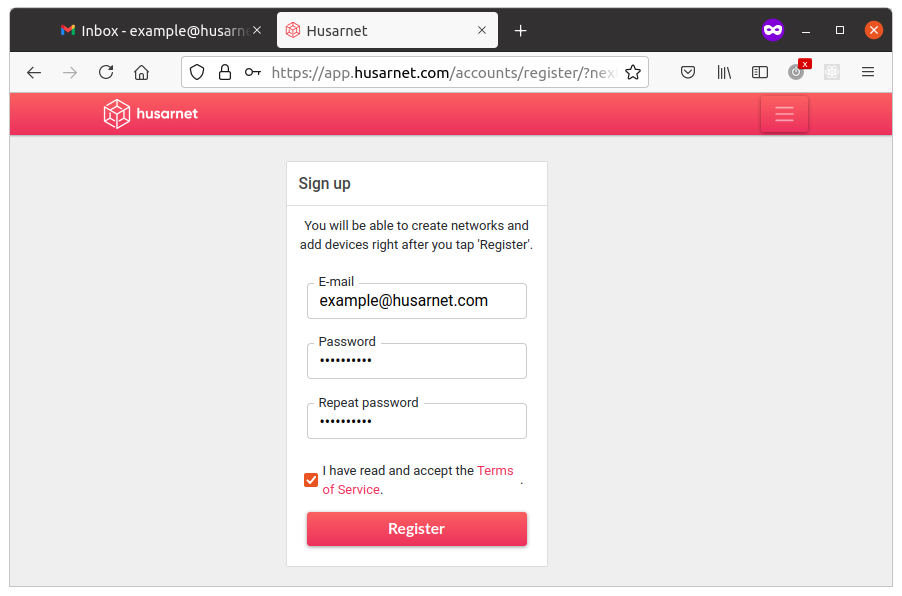 Inbox - example@husarn
Husarnet
https://app.husarnet.com/accounts/register/?nex
x
husarnet
Sign up
You will be able to create networks and
add devices right after you tap 'Register'.
E-mail
example@husarnet.com
Password
••••••••••
Repeat password
••••••••••
I have read and accept the Terms
of Service. .
Register